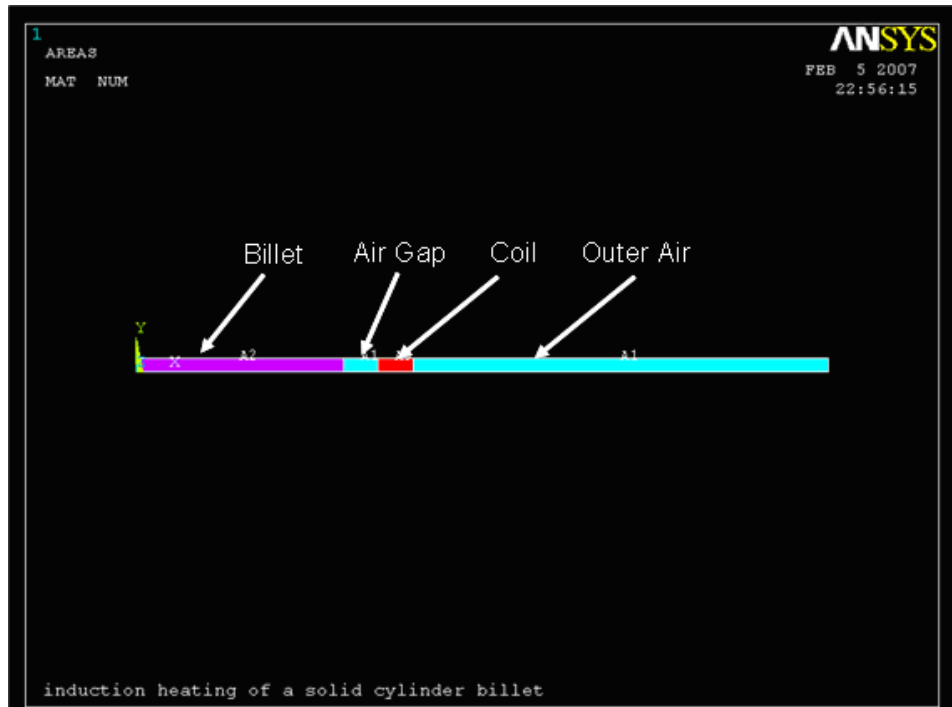 1
AREAS
MAT NUM
ANSYS
FEB 5 2007
22:56:15
Billet Air Gap Coil Outer Air
Y
X A2 A1 A1
induction heating of a solid cylinder billet